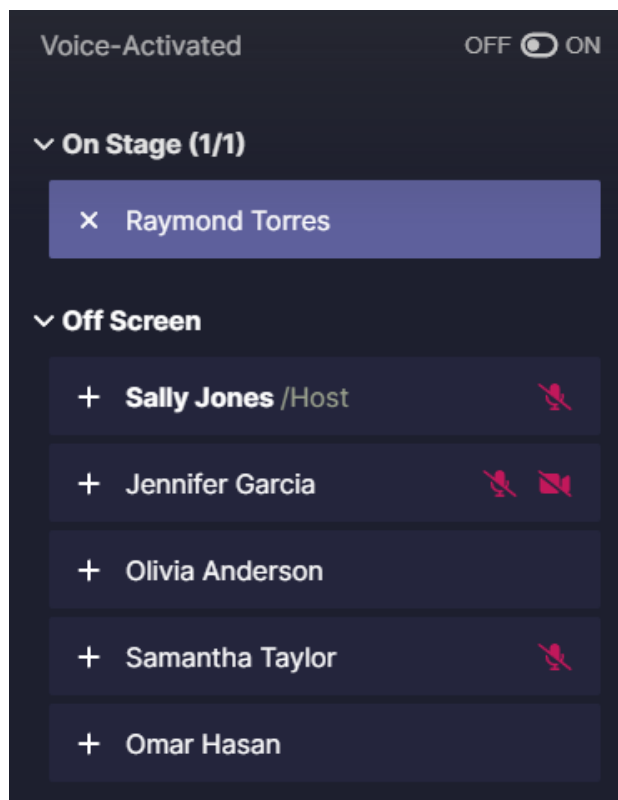 Voice-Activated OFF ON
On Stage (1/1)
Raymond Torres
Off Screen
Sally Jones /Host
Jennifer Garcia
Olivia Anderson
Samantha Taylor
Omar Hasan